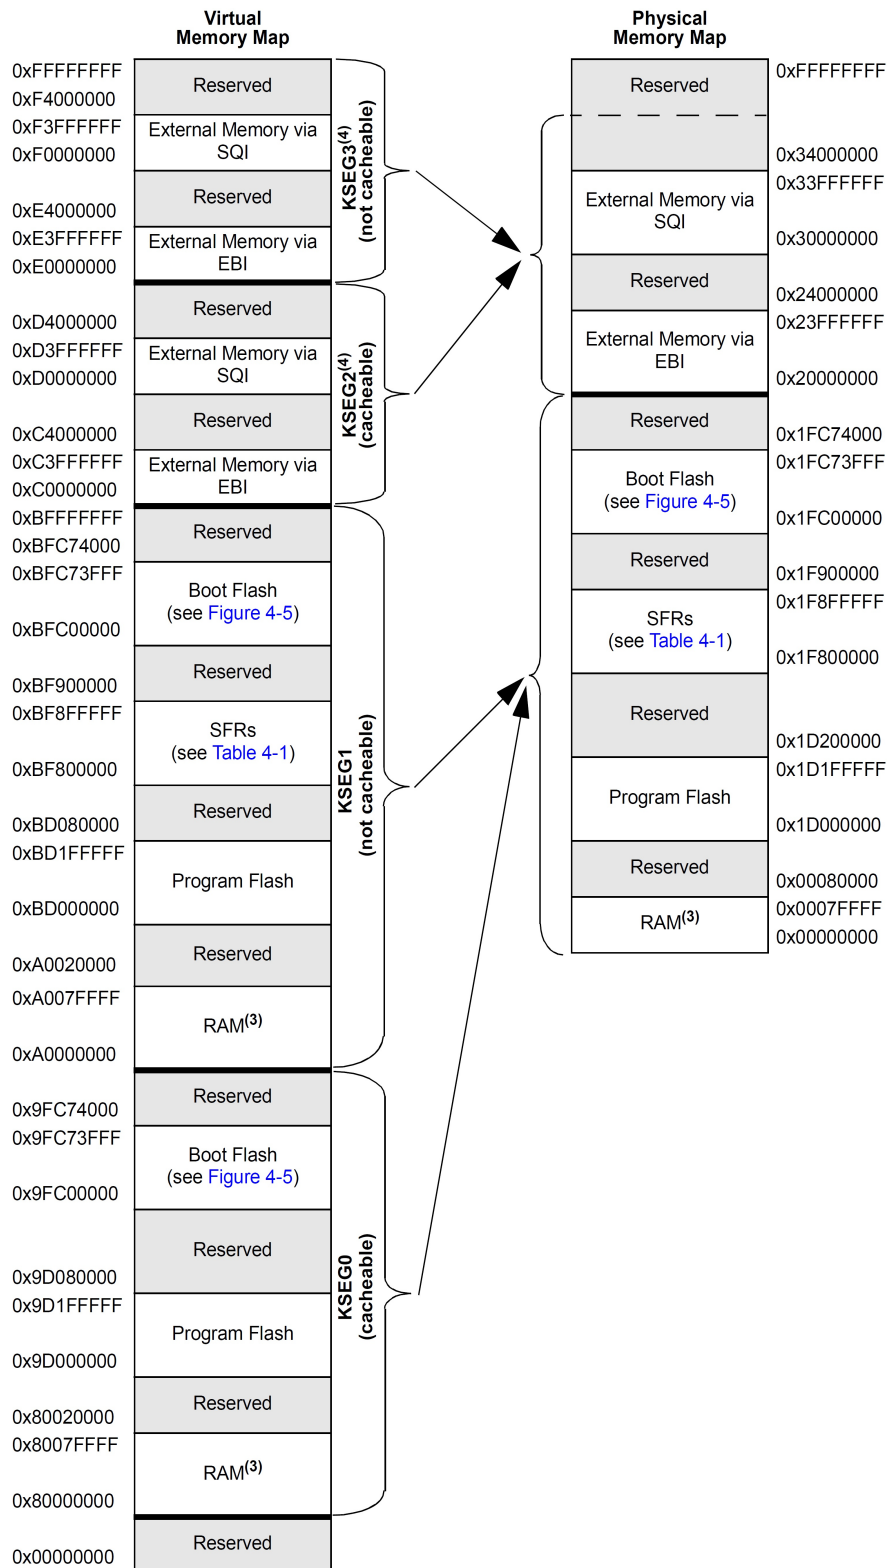 Virtual
Memory Map
0xFFFFFFFF
Reserved
0xF4000000
0xF3FFFFFF
External Memory via
SQI
0xF0000000
Reserved
0xE4000000
0xE3FFFFFF
External Memory via
EBI
0xE0000000
KSEG3(4)
(not cacheable)
Reserved
0xD4000000
0xD3FFFFFF
External Memory via
SQI
0xD0000000
Reserved
0xC4000000
0xC3FFFFFF
External Memory via
EBI
0xC0000000
KSEG2(4)
(cacheable)
0xBFFFFFFF
Reserved
0xBFC74000
0xBFC73FFF
Boot Flash
(see Figure 4-5)
0xBFC00000
Reserved
0xBF900000
0xBF8FFFFF
SFRs
(see Table 4-1)
0xBF800000
Reserved
0xBD080000
0xBD1FFFFF
Program Flash
0xBD000000
Reserved
0xA0020000
0xA007FFFF
RAM(3)
0xA0000000
KSEG1
(not cacheable)
Reserved
0x9FC74000
0x9FC73FFF
Boot Flash
(see Figure 4-5)
0x9FC00000
Reserved
0x9D080000
0x9D1FFFFF
Program Flash
0x9D000000
Reserved
0x80020000
0x8007FFFF
RAM(3)
0x80000000
KSEG0
(cacheable)
Reserved
0x00000000
Physical
Memory Map
0xFFFFFFFF
Reserved
0x34000000
0x33FFFFFF
External Memory via
SQI
0x30000000
Reserved
0x24000000
0x23FFFFFF
External Memory via
EBI
0x20000000
Reserved
0x1FC74000
0x1FC73FFF
Boot Flash
(see Figure 4-5)
0x1FC00000
Reserved
0x1F900000
0x1F8FFFFF
SFRs
(see Table 4-1)
0x1F800000
Reserved
0x1D200000
0x1D1FFFFF
Program Flash
0x1D000000
Reserved
0x00080000
0x0007FFFF
RAM(3)
0x00000000